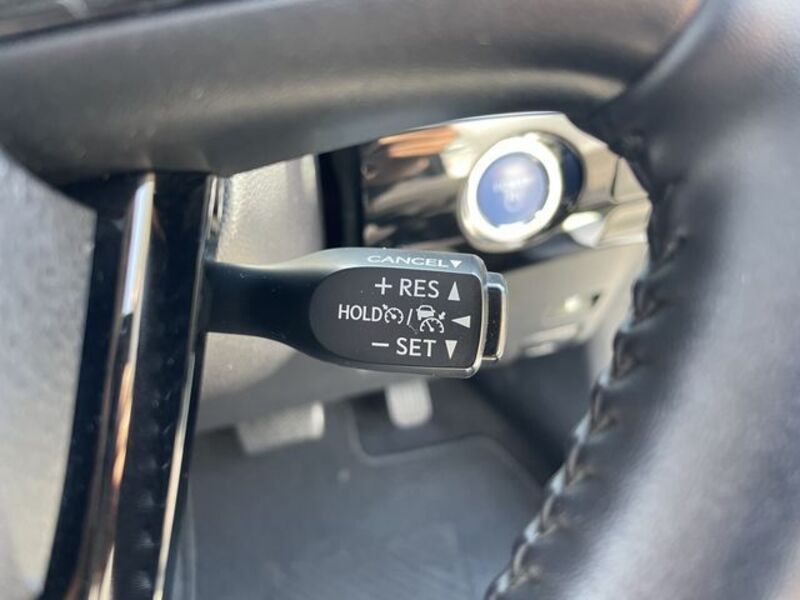 CANCEL▼
+ RES ▲
HOLD / ◀
− SET ▼